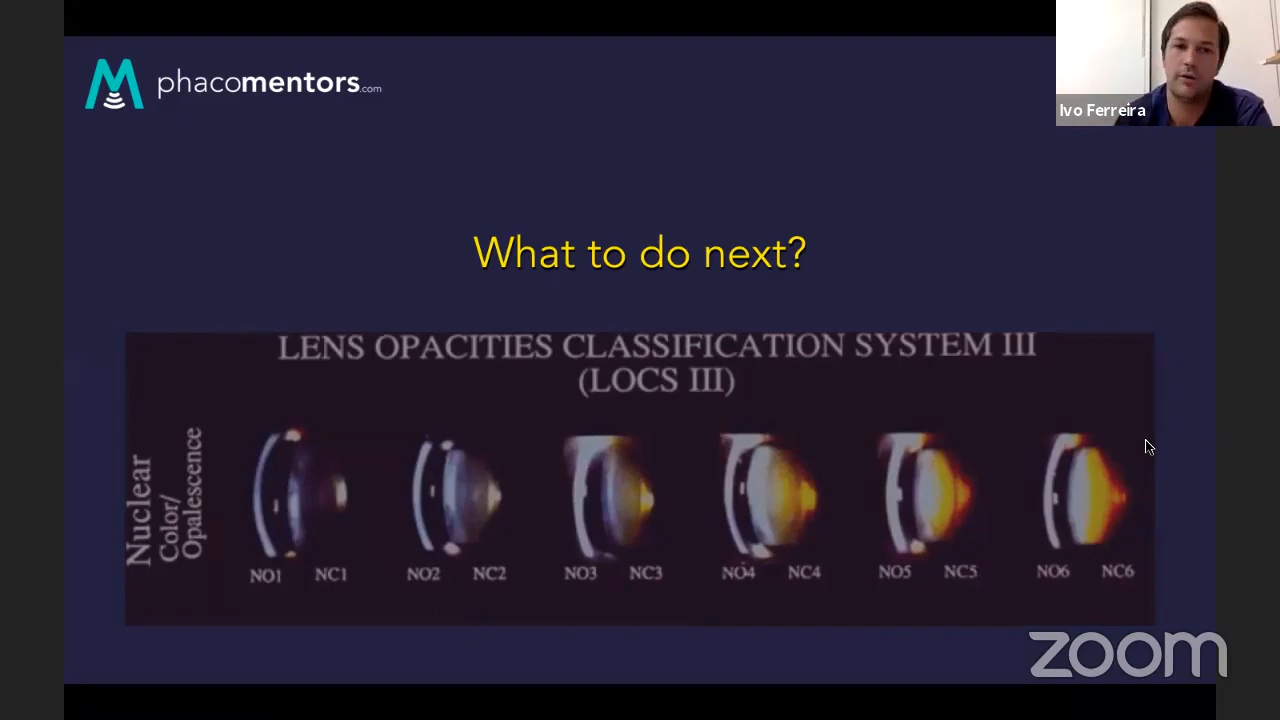 phacomentors.com
Ivo Ferreira
What to do next?
LENS OPACITIES CLASSIFICATION SYSTEM III
(LOCS III)
Nuclear
Color/
Opalescence
NO1 NC1 NO2 NC2 NO3 NC3 NO4 NC4 NO5 NC5 NO6 NC6
zoom